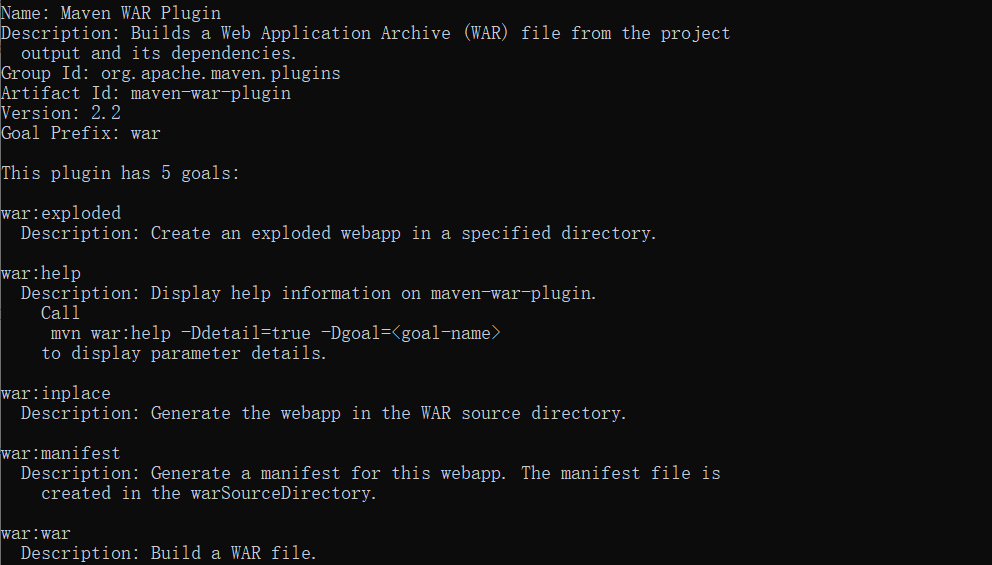 Name: Maven WAR Plugin
Description: Builds a Web Application Archive (WAR) file from the project
output and its dependencies.
Group Id: org.apache.maven.plugins
Artifact Id: maven-war-plugin
Version: 2.2
Goal Prefix: war
This plugin has 5 goals:
war:exploded
Description: Create an exploded webapp in a specified directory.
war:help
Description: Display help information on maven-war-plugin.
Call
mvn war:help -Ddetail=true -Dgoal=<goal-name>
to display parameter details.
war:inplace
Description: Generate the webapp in the WAR source directory.
war:manifest
Description: Generate a manifest for this webapp. The manifest file is
created in the warSourceDirectory.
war:war
Description: Build a WAR file.